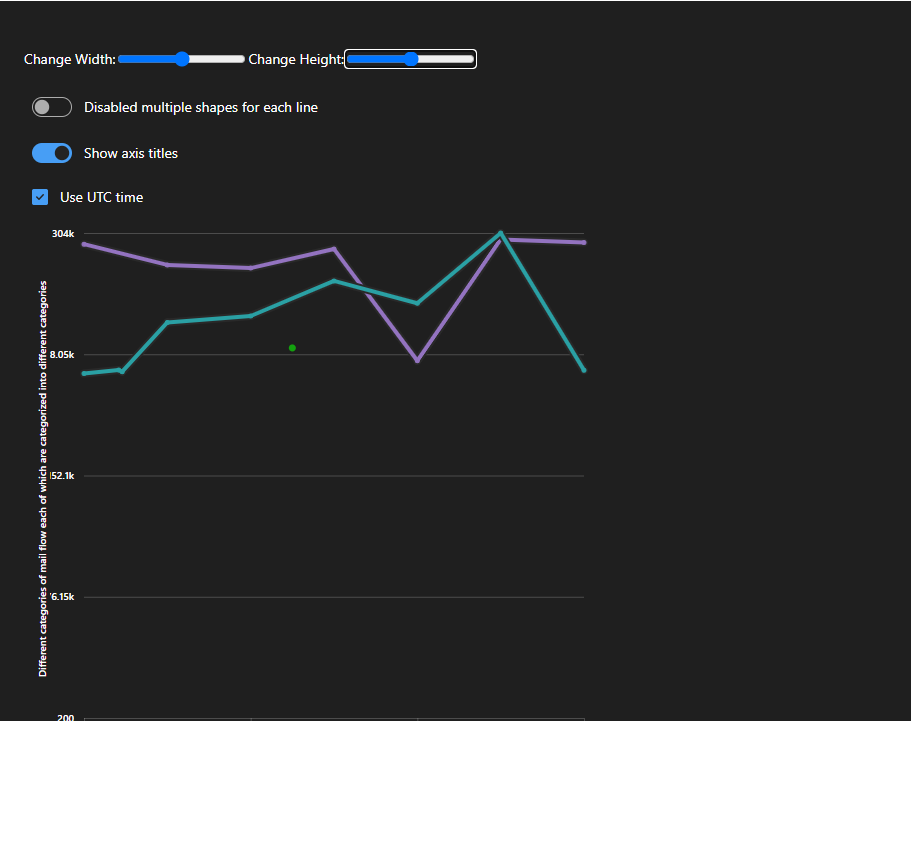 Change Width: Change Height:
Disabled multiple shapes for each line
Show axis titles
Use UTC time
304k
8.05k
Different categories of mail flow each of which are categorized into different categories
52.1k
6.15k
200